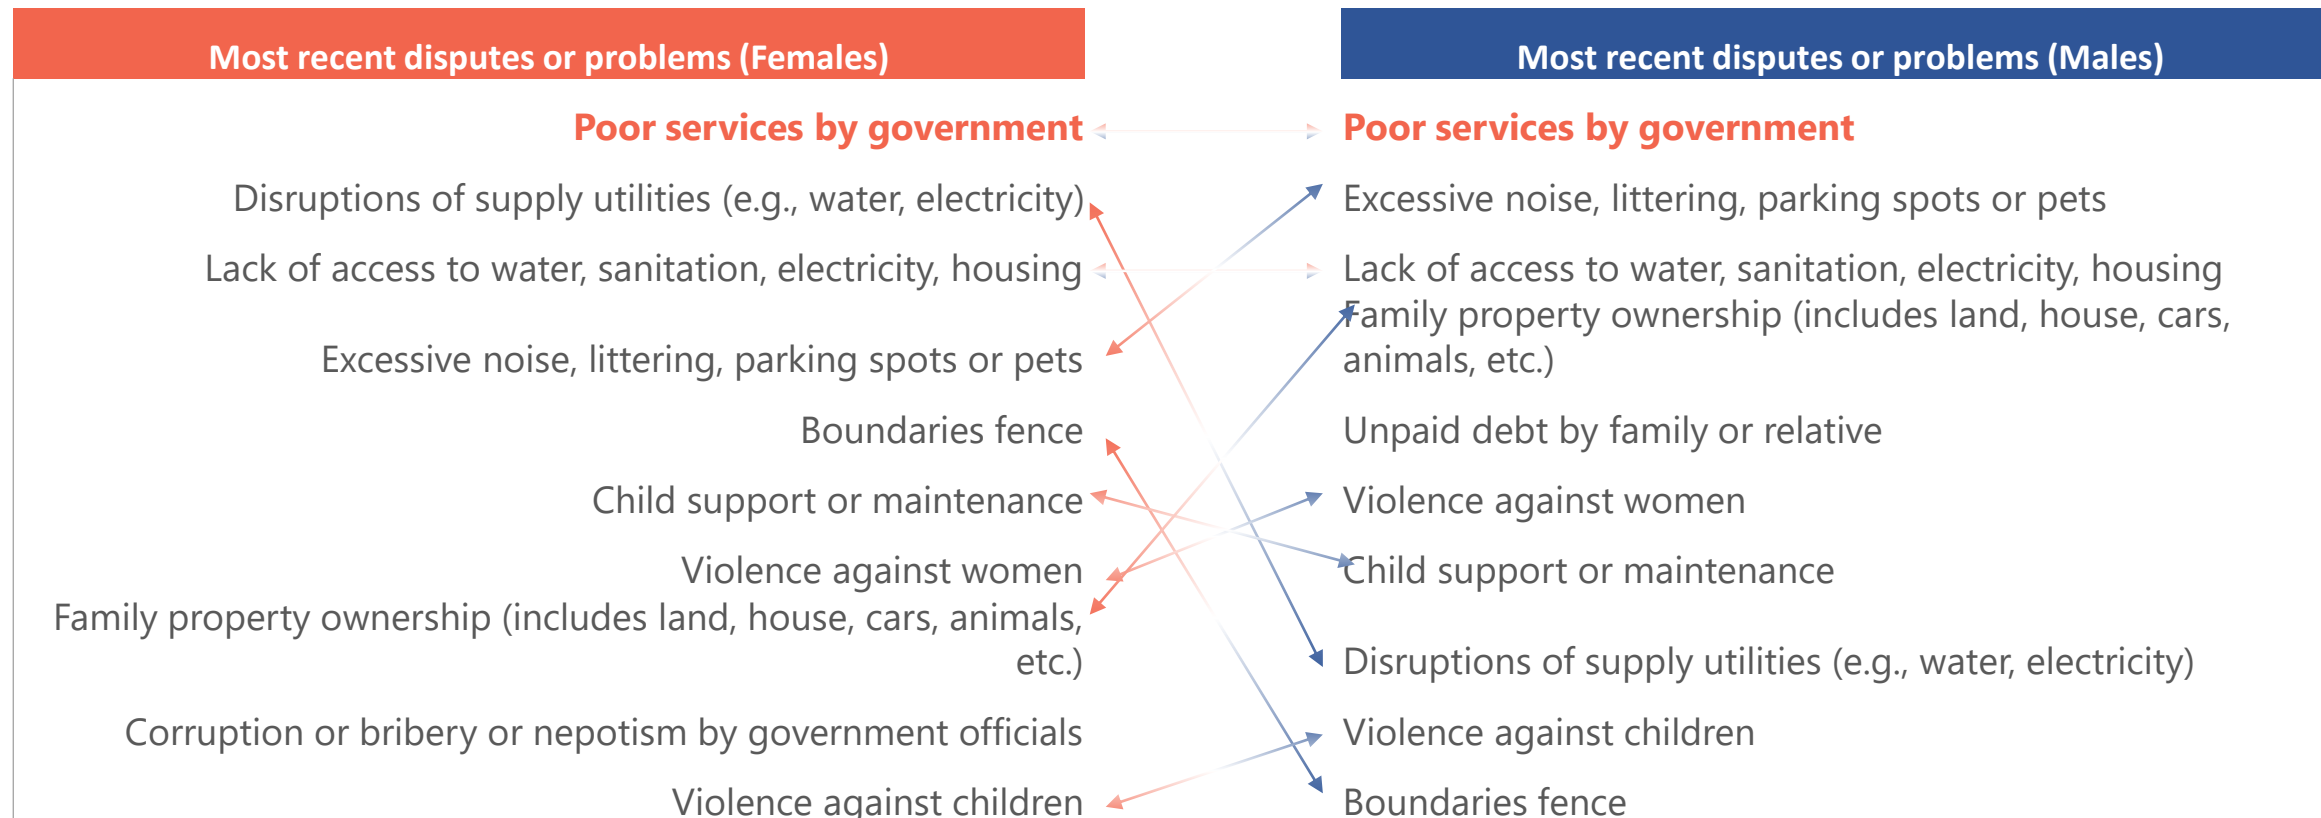 Most recent disputes or problems (Females)
Poor services by government
Disruptions of supply utilities (e.g., water, electricity)
Lack of access to water, sanitation, electricity, housing
Excessive noise, littering, parking spots or pets
Boundaries fence
Child support or maintenance
Violence against women
Family property ownership (includes land, house, cars, animals,
etc.)
Corruption or bribery or nepotism by government officials
Violence against children
Most recent disputes or problems (Males)
Poor services by government
Excessive noise, littering, parking spots or pets
Lack of access to water, sanitation, electricity, housing
Family property ownership (includes land, house, cars,
animals, etc.)
Unpaid debt by family or relative
Violence against women
Child support or maintenance
Disruptions of supply utilities (e.g., water, electricity)
Violence against children
Boundaries fence